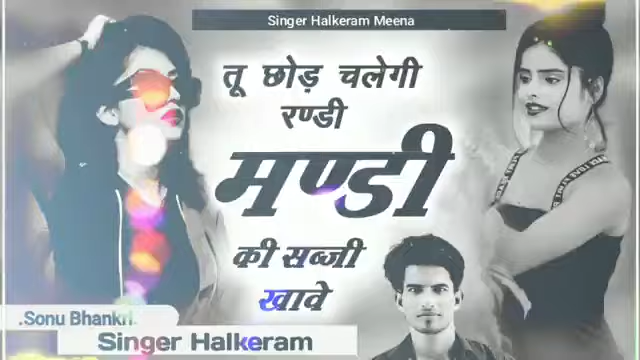 Singer Halkeram Meena
तू छोड़ चलेगी
रण्डी
मण्डी
की सब्जी
खावे
.Sonu Bhankri.
Singer Halkeram